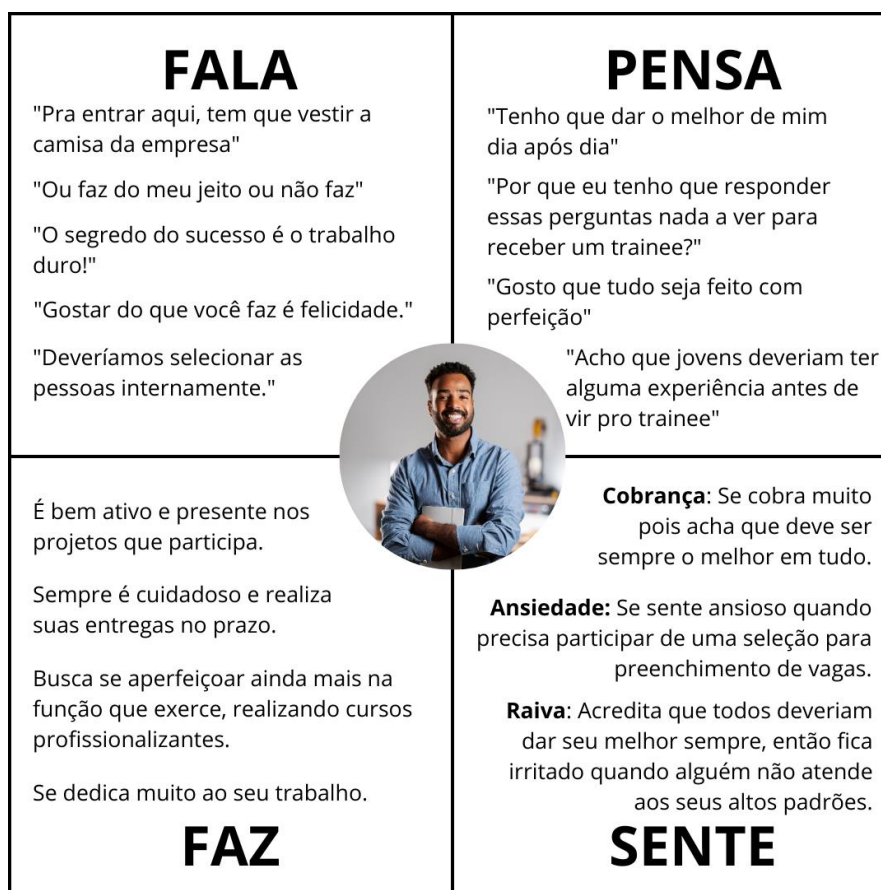 FALA
"Pra entrar aqui, tem que vestir a
camisa da empresa"
"Ou faz do meu jeito ou não faz"
"O segredo do sucesso é o trabalho
duro!"
"Gostar do que você faz é felicidade."
"Deveríamos selecionar as
pessoas internamente."
PENSA
"Tenho que dar o melhor de mim
dia após dia"
"Por que eu tenho que responder
essas perguntas nada a ver para
receber um trainee?"
"Gosto que tudo seja feito com
perfeição"
"Acho que jovens deveriam ter
alguma experiência antes de
vir pro trainee"
É bem ativo e presente nos
projetos que participa.
Sempre é cuidadoso e realiza
suas entregas no prazo.
Busca se aperfeiçoar ainda mais na
função que exerce, realizando cursos
profissionalizantes.
Se dedica muito ao seu trabalho.
FAZ
Cobrança: Se cobra muito
pois acha que deve ser
sempre o melhor em tudo.
Ansiedade: Se sente ansioso quando
precisa participar de uma seleção para
preenchimento de vagas.
Raiva: Acredita que todos deveriam
dar seu melhor sempre, então fica
irritado quando alguém não atende
aos seus altos padrões.
SENTE